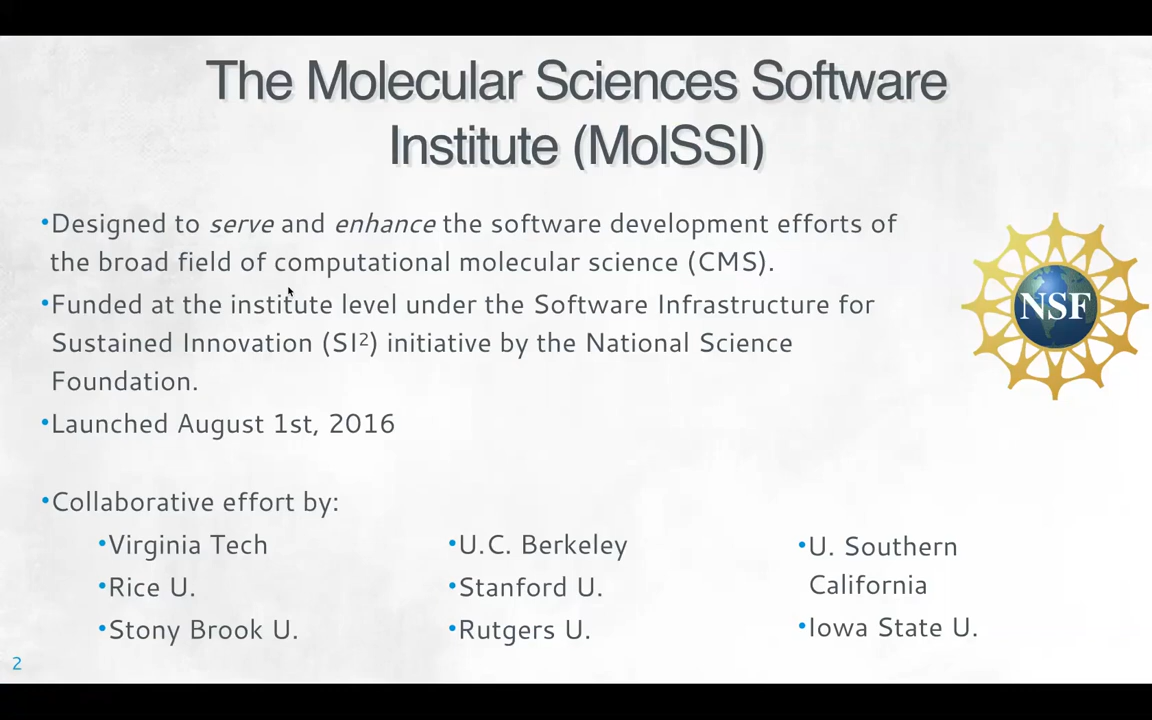 The Molecular Sciences Software
Institute (MolSSI)
•Designed to serve and enhance the software development efforts of
the broad field of computational molecular science (CMS).
•Funded at the institute level under the Software Infrastructure for
Sustained Innovation (SI²) initiative by the National Science
Foundation.
•Launched August 1st, 2016
NSF
•Collaborative effort by:
•Virginia Tech
•Rice U.
•Stony Brook U.
•U.C. Berkeley
•Stanford U.
•Rutgers U.
•U. Southern
California
•Iowa State U.
2